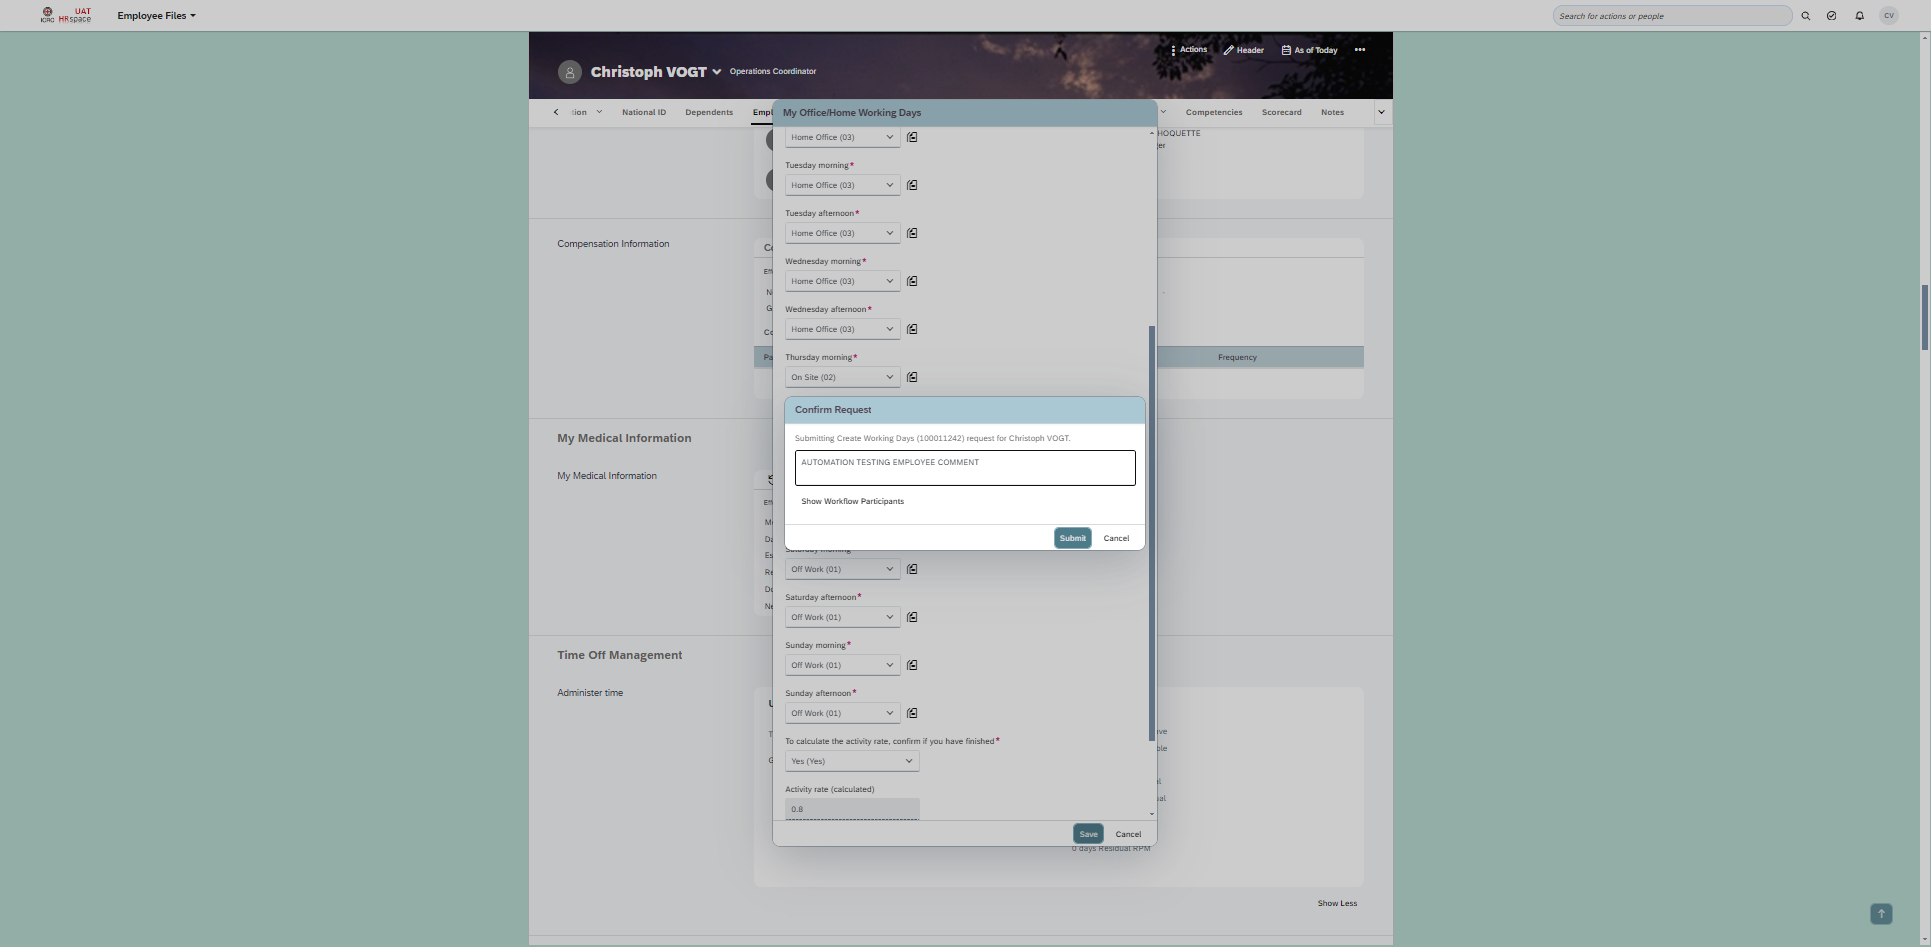 ICRC
UAT
HRspace
Employee Files
Search for actions or people
CV
Christoph VOGT
Operations Coordinator
Actions
Header
As of Today
tion
National ID
Dependents
Empl
Competencies
Scorecard
Notes
My Office/Home Working Days
Home Office (03)
HOQUETTE
ger
Tuesday morning*
Home Office (03)
Tuesday afternoon*
Home Office (03)
Compensation Information
Wednesday morning*
Home Office (03)
Wednesday afternoon*
Home Office (03)
Co
Thursday morning*
Pa
Frequency
On Site (02)
Confirm Request
Submitting Create Working Days (100011242) request for Christoph VOGT.
AUTOMATION TESTING EMPLOYEE COMMENT
Show Workflow Participants
Submit
Cancel
My Medical Information
My Medical Information
Saturday morning
Off Work (01)
Saturday afternoon*
Off Work (01)
Sunday morning*
Off Work (01)
Time Off Management
Administer time
Sunday afternoon*
Off Work (01)
To calculate the activity rate, confirm if you have finished*
Yes (Yes)
Activity rate (calculated)
0.8
Save
Cancel
0 days Residual RPM
Show Less